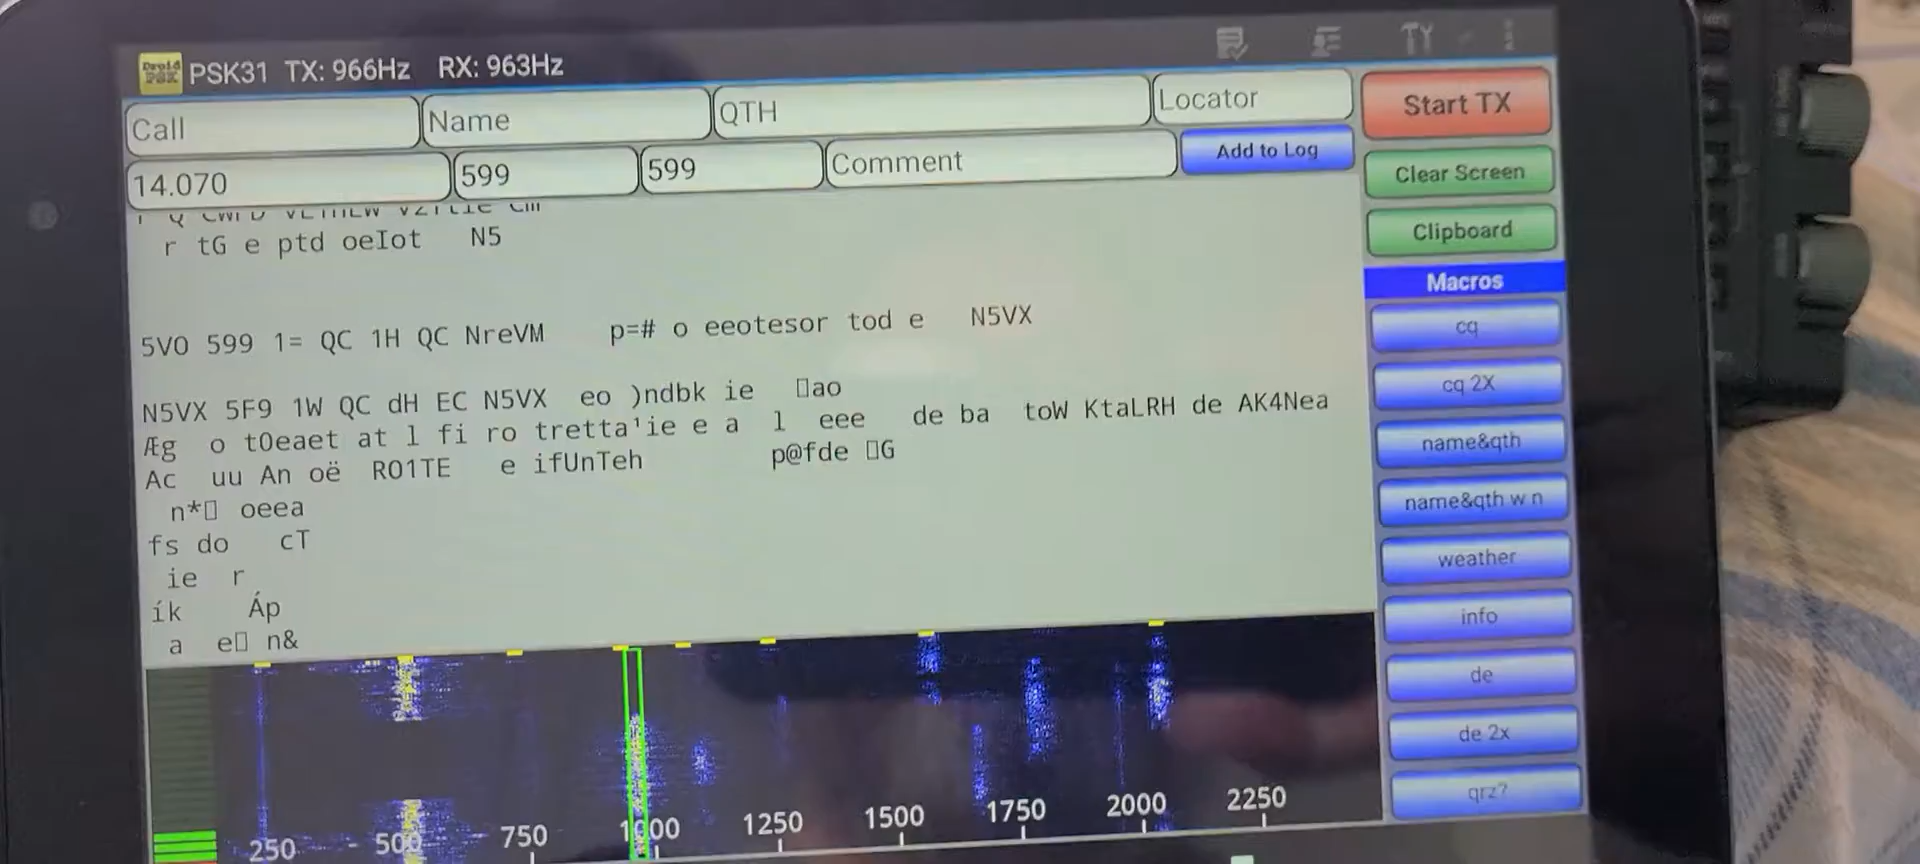 Droid PSK PSK31 TX: 966Hz RX: 963Hz
Call Name QTH Locator Start TX
14.070 599 599 Comment Add to Log
Clear Screen
Clipboard
r tG e ptd oeIot N5
Macros
5VO 599 1= QC 1H QC NreVM p=# o eeotesor tod e N5VX
cq
N5VX 5F9 1W QC dH EC N5VX eo )ndbk ie ▯ao
cq 2X
Æg o tOeaet at l fi ro tretta'ie e a l eee de ba toW KtaLRH de AK4Nea
name&qth
Ac uu An oë RO1TE e ifUnTeh p@fde ▯G
n*▯ oeea
name&qth w n
fs do cT
weather
ie r
ík Áp
info
a e▯ n&
de
de 2x
qrz?
250 500 750 1000 1250 1500 1750 2000 2250